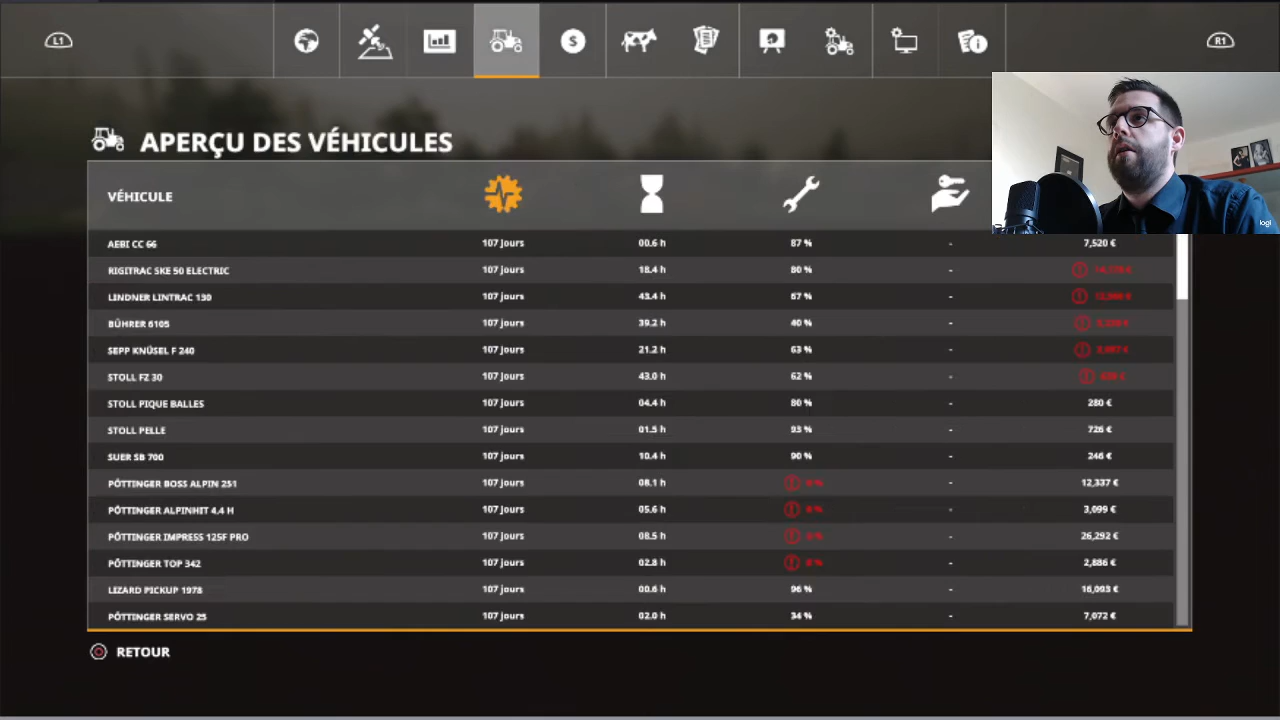 L1
R1
APERÇU DES VÉHICULES
logi
VÉHICULE
AEBI CC 66 107 Jours 00.6 h 87 % - 7,520 €
RIGITRAC SKE 50 ELECTRIC 107 Jours 18.4 h 80 % -
LINDNER LINTRAC 130 107 Jours 43.4 h 67 % -
BÜHRER 6105 107 Jours 39.2 h 40 % -
SEPP KNÜSEL F 240 107 Jours 21.2 h 63 % -
STOLL FZ 30 107 Jours 43.0 h 62 % -
STOLL PIQUE BALLES 107 Jours 04.4 h 80 % - 280 €
STOLL PELLE 107 Jours 01.5 h 93 % - 726 €
SUER SB 700 107 Jours 10.4 h 90 % - 246 €
PÖTTINGER BOSS ALPIN 251 107 Jours 08.1 h 0 % - 12,337 €
PÖTTINGER ALPINHIT 4.4 H 107 Jours 05.6 h 0 % - 3,099 €
PÖTTINGER IMPRESS 125F PRO 107 Jours 08.5 h 0 % - 26,292 €
PÖTTINGER TOP 342 107 Jours 02.8 h 0 % - 2,886 €
LIZARD PICKUP 1978 107 Jours 00.6 h 96 % - 16,093 €
PÖTTINGER SERVO 25 107 Jours 02.0 h 34 % - 7,072 €
RETOUR